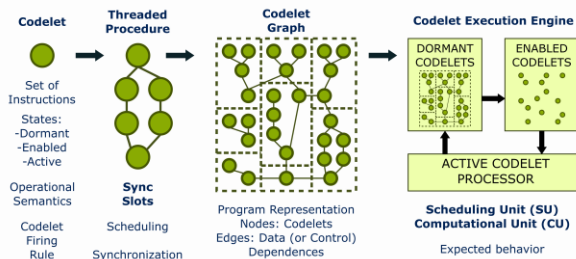 Codelet
Set of
Instructions
States:
-Dormant
-Enabled
-Active
Operational
Semantics
Codelet
Firing
Rule
Threaded
Procedure
Sync
Slots
Scheduling
Synchronization
Codelet
Graph
Program Representation
Nodes: Codelets
Edges: Data (or Control)
Dependences
Codelet Execution Engine
DORMANT
CODELETS
ENABLED
CODELETS
ACTIVE CODELET
PROCESSOR
Scheduling Unit (SU)
Computational Unit (CU)
Expected behavior